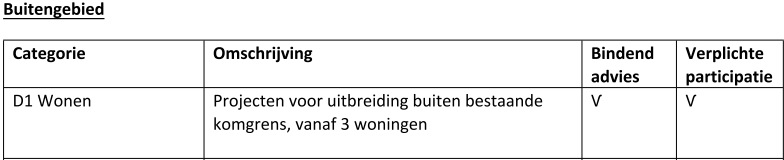 Buitengebied
Categorie Omschrijving Bindend advies Verplichte participatie
D1 Wonen Projecten voor uitbreiding buiten bestaande V V
komgrens, vanaf 3 woningen